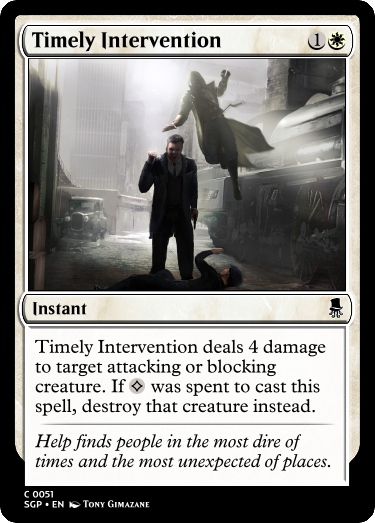 Timely Intervention 1
Instant
Timely Intervention deals 4 damage
to target attacking or blocking
creature. If was spent to cast this
spell, destroy that creature instead.
Help finds people in the most dire of
times and the most unexpected of places.
C 0051
SGP • EN Tony Gimazane